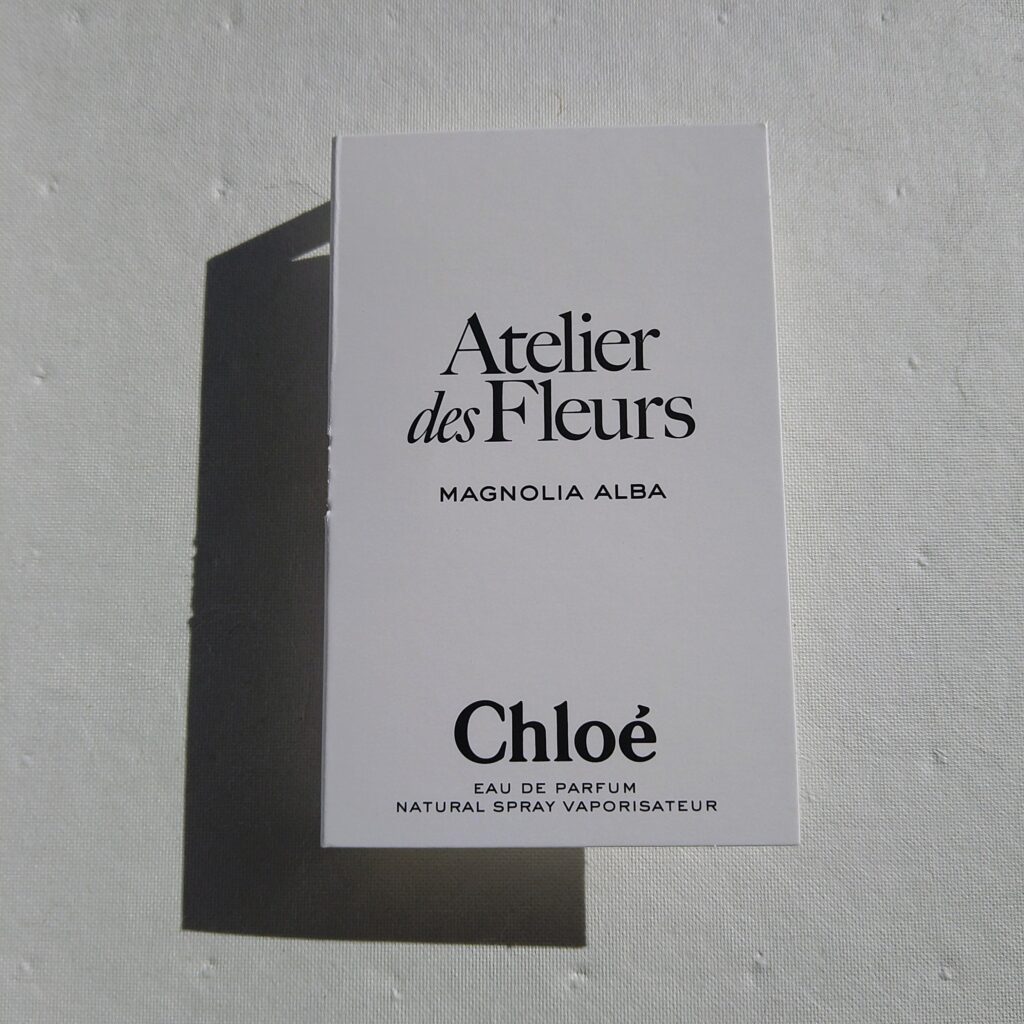 Atelier
des Fleurs
MAGNOLIA ALBA
Chloé
EAU DE PARFUM
NATURAL SPRAY VAPORISATEUR